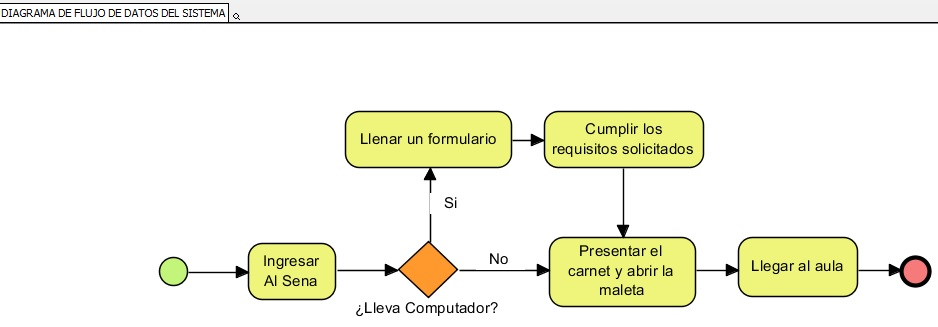 DIAGRAMA DE FLUJO DE DATOS DEL SISTEMA
Llenar un formulario
Cumplir los
requisitos solicitados
Si
Ingresar
Al Sena
¿Lleva Computador?
No
Presentar el
carnet y abrir la
maleta
Llegar al aula